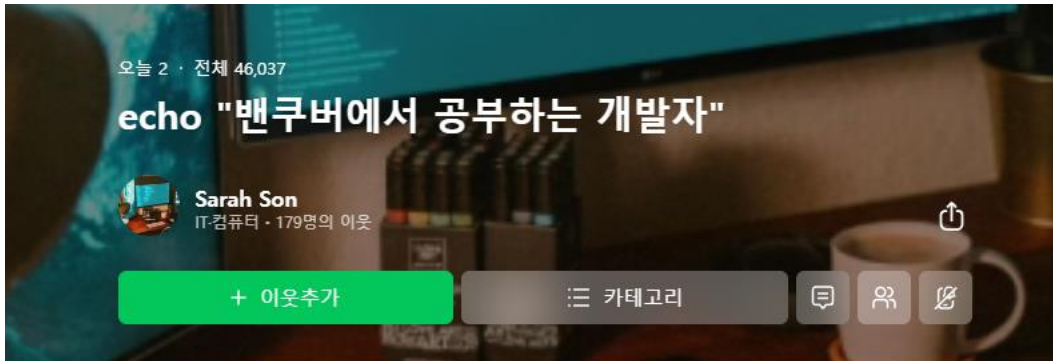 오늘 2 · 전체 46,037
echo "밴쿠버에서 공부하는 개발자"
Sarah Son
IT·컴퓨터 · 179명의 이웃
+ 이웃추가
카테고리